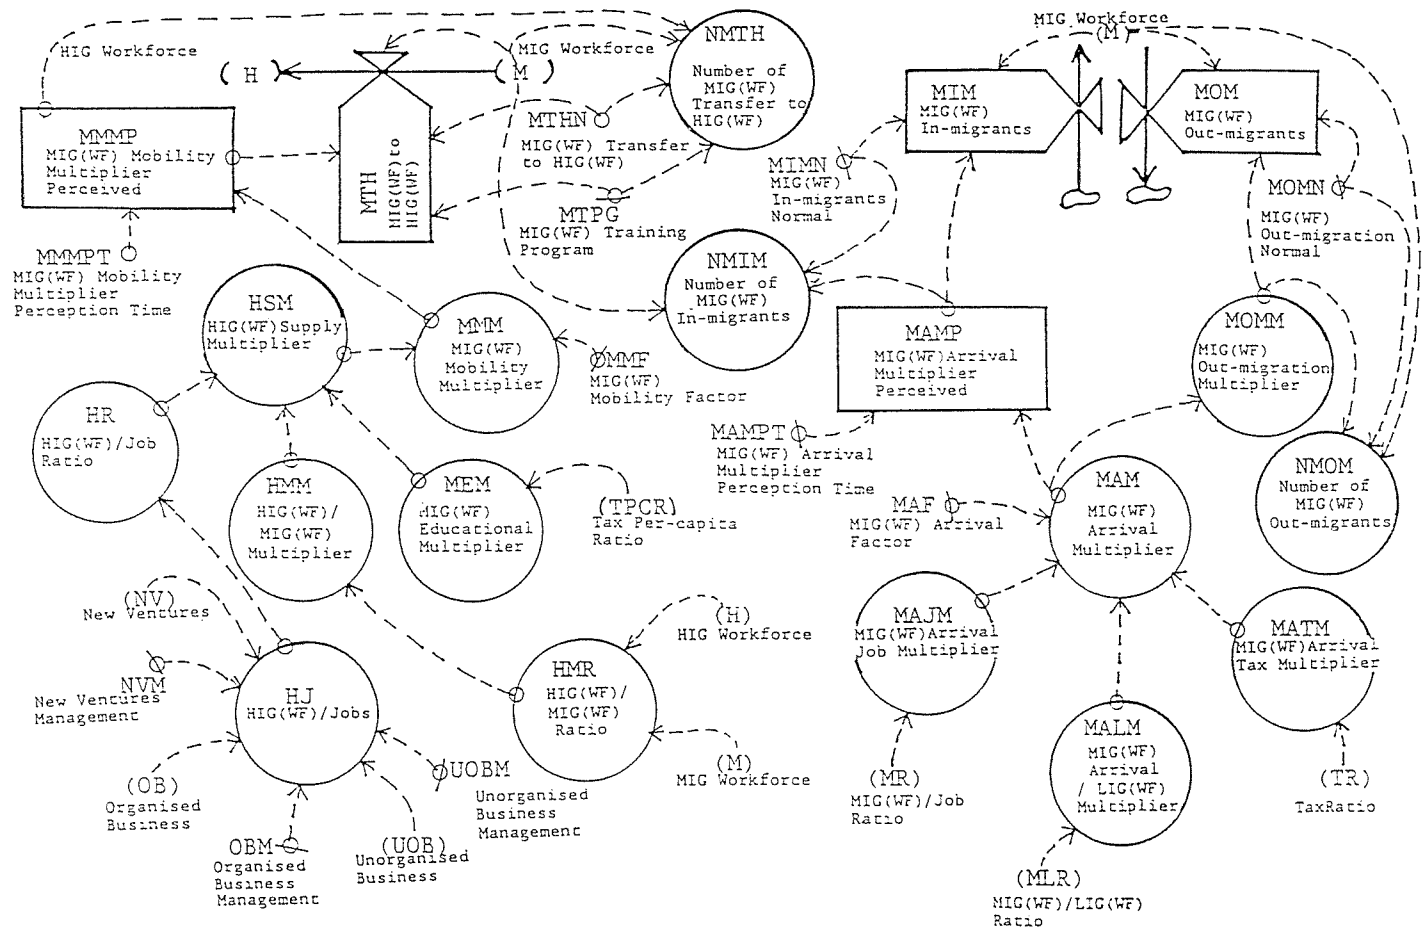 HIG Workforce
( H )
MIG Workforce
( M )
NMTH
Number of
MIG(WF)
Transfer to
HIG(WF)
MIG Workforce
(M)
MIM
MIG(WF)
In-migrants
MOM
MIG(WF)
Out-migrants
MMMP
MIG(WF) Mobility
Multiplier
Perceived
MTH
MIG(WF)to
HIG(WF)
MTHN
MIG(WF) Transfer
to HIG(WF)
MTPG
MIG(WF) Training
Program
MIMN
MIG(WF)
In-migrants
Normal
MOMN
MIG(WF)
Out-migration
Normal
MMMPT
MIG(WF) Mobility
Multiplier
Perception Time
HSM
HIG(WF)Supply
Multiplier
MMM
MIG(WF)
Mobility
Multiplier
MMF
MIG(WF)
Mobility Factor
NMIM
Number of
MIG(WF)
In-migrants
MAMP
MIG(WF)Arrival
Multiplier
Perceived
MOMM
MIG(WF)
Out-migration
Multiplier
HR
HIG(WF)/Job
Ratio
HMM
HIG(WF)/
MIG(WF)
Multiplier
MEM
MIG(WF)
Educational
Multiplier
(TPCR)
Tax Per-capita
Ratio
MAMPT
MIG(WF) Arrival
Multiplier
Perception Time
MAF
MIG(WF) Arrival
Factor
MAM
MIG(WF)
Arrival
Multiplier
NMOM
Number of
MIG(WF)
Out-migrants
(NV)
New Ventures
NVM
New Ventures
Management
HJ
HIG(WF)/Jobs
HMR
HIG(WF)/
MIG(WF)
Ratio
(H)
HIG Workforce
(M)
MIG Workforce
MAJM
MIG(WF)Arrival
Job Multiplier
MATM
MIG(WF)Arrival
Tax Multiplier
MALM
MIG(WF)
Arrival
/ LIG(WF)
Multiplier
(OB)
Organised
Business
OBM
Organised
Business
Management
(UOB)
Unorganised
Business
UOBM
Unorganised
Business
Management
(MR)
MIG(WF)/Job
Ratio
(TR)
TaxRatio
(MLR)
MIG(WF)/LIG(WF)
Ratio